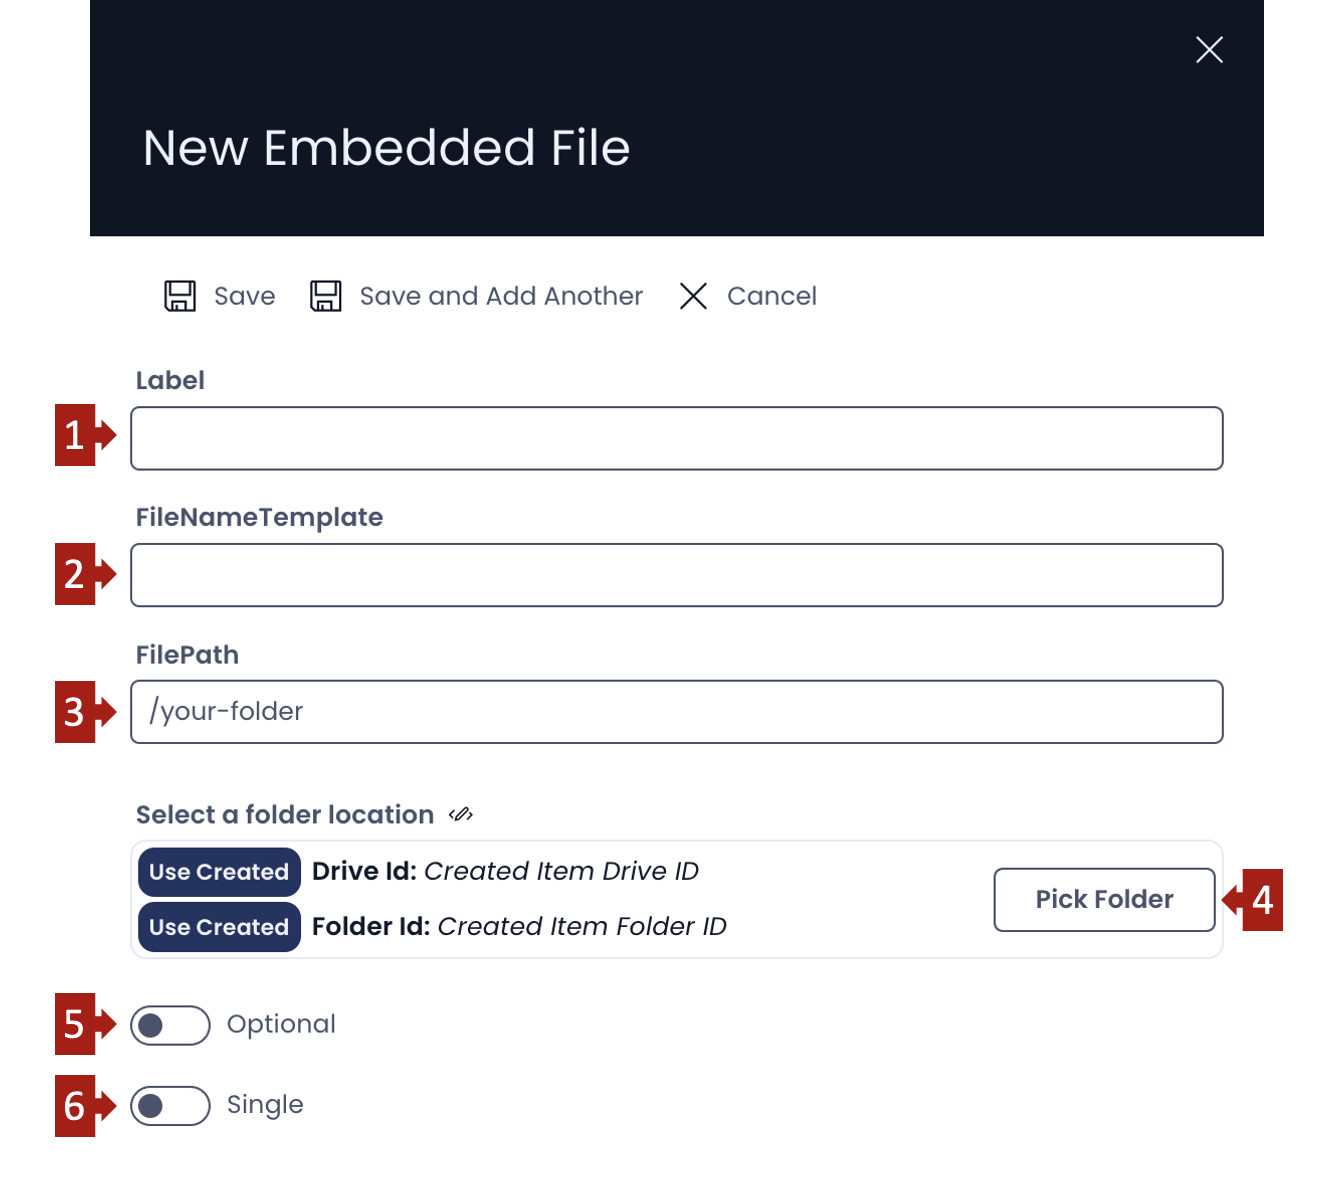 New Embedded File
Save Save and Add Another Cancel
Label
1
FileNameTemplate
2
FilePath
3 /your-folder
Select a folder location
Use Created Drive Id: Created Item Drive ID
Pick Folder 4
Use Created Folder Id: Created Item Folder ID
5 Optional
6 Single